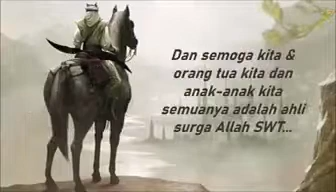 Dan semoga kita &
orang tua kita dan
anak-anak kita
semuanya adalah ahli
surga Allah SWT...